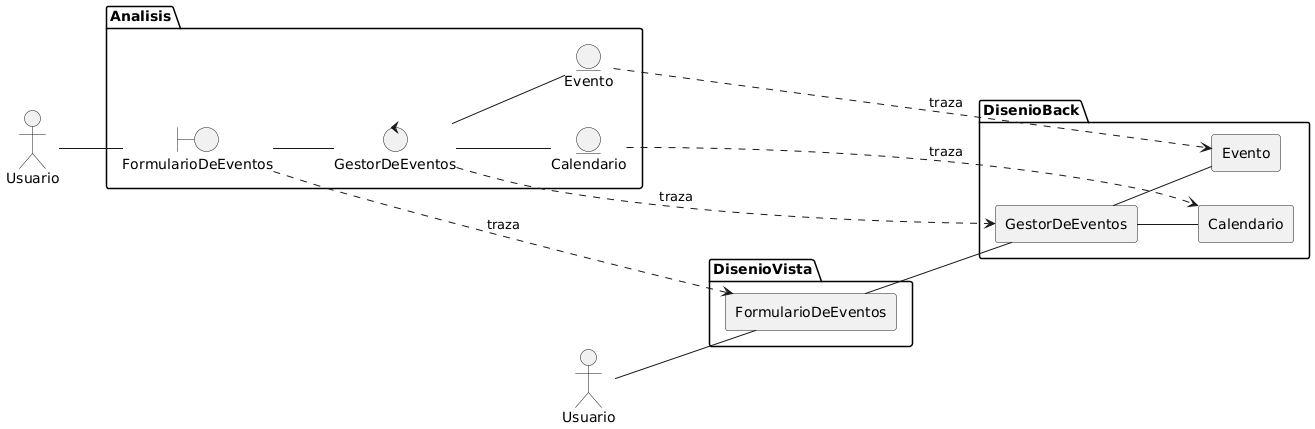 Analisis
Evento
traza
DisenioBack
Usuario
FormularioDeEventos
GestorDeEventos
Calendario
traza
Evento
traza
traza
GestorDeEventos
Calendario
DisenioVista
FormularioDeEventos
Usuario